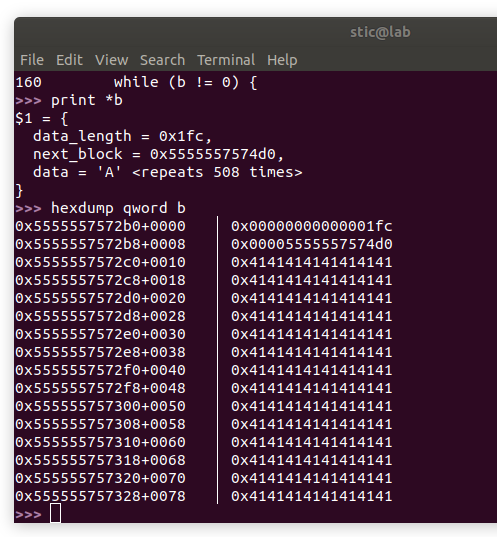 stic@lab
File Edit View Search Terminal Help
160        while (b != 0) {
>>> print *b
$1 = {
  data_length = 0x1fc,
  next_block = 0x5555557574d0,
  data = 'A' <repeats 508 times>
}
>>> hexdump qword b
0x5555557572b0+0000 │ 0x00000000000001fc
0x5555557572b8+0008 │ 0x00005555557574d0
0x5555557572c0+0010 │ 0x4141414141414141
0x5555557572c8+0018 │ 0x4141414141414141
0x5555557572d0+0020 │ 0x4141414141414141
0x5555557572d8+0028 │ 0x4141414141414141
0x5555557572e0+0030 │ 0x4141414141414141
0x5555557572e8+0038 │ 0x4141414141414141
0x5555557572f0+0040 │ 0x4141414141414141
0x5555557572f8+0048 │ 0x4141414141414141
0x555555757300+0050 │ 0x4141414141414141
0x555555757308+0058 │ 0x4141414141414141
0x555555757310+0060 │ 0x4141414141414141
0x555555757318+0068 │ 0x4141414141414141
0x555555757320+0070 │ 0x4141414141414141
0x555555757328+0078 │ 0x4141414141414141
>>>